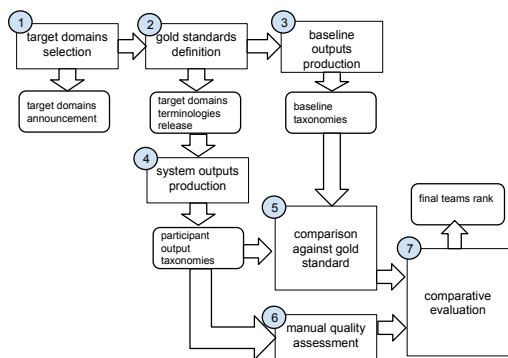 1
target domains
selection
2
gold standards
definition
3
baseline
outputs
production
target domains
announcement
target domains
terminologies
release
baseline
taxonomies
4
system outputs
production
participant
output
taxonomies
5
comparison
against gold
standard
6
manual quality
assessment
final teams rank
7
comparative
evaluation